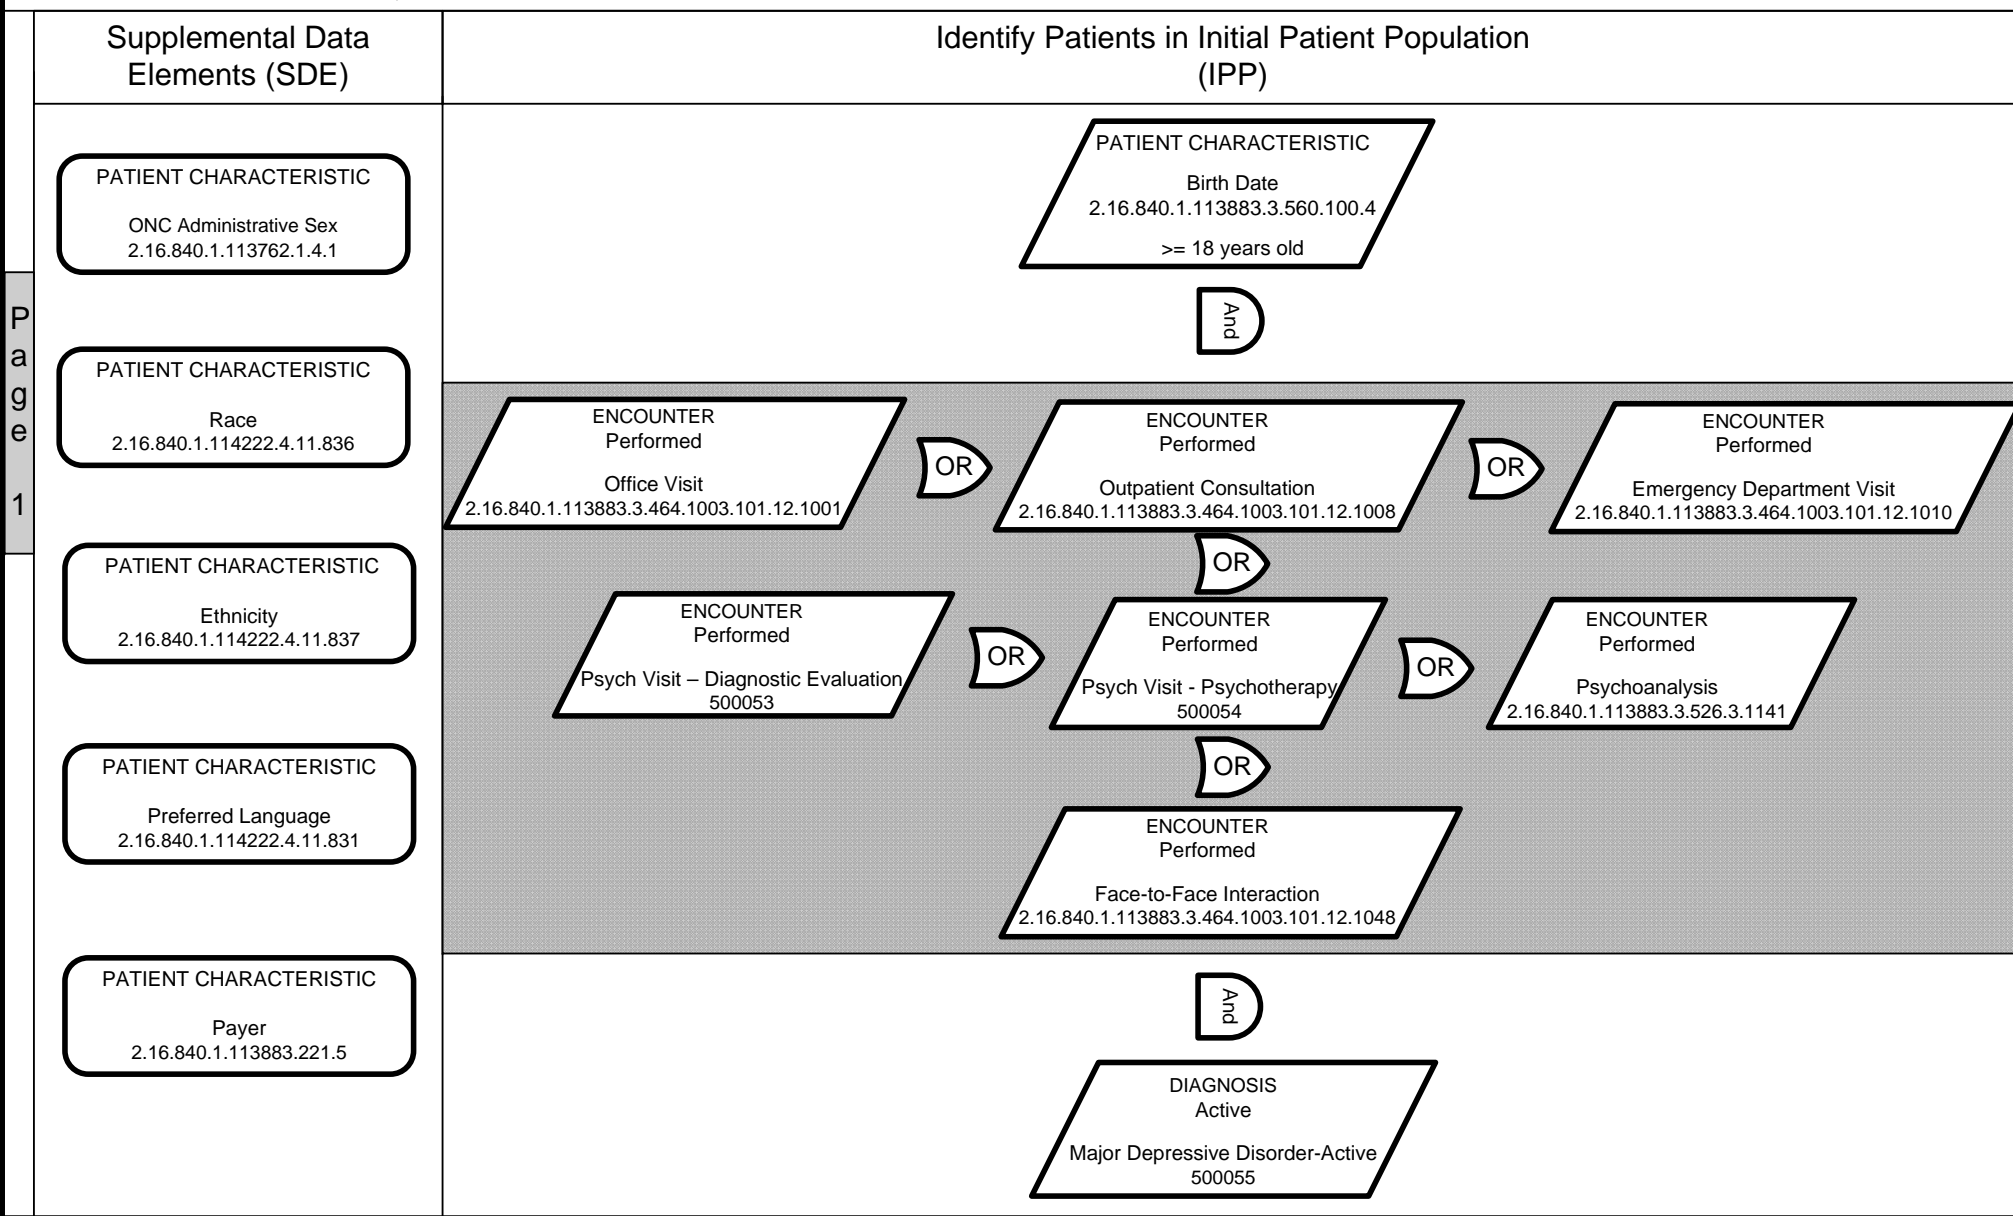 Supplemental Data
Elements (SDE)
Identify Patients in Initial Patient Population
(IPP)
Page 1
PATIENT CHARACTERISTIC
ONC Administrative Sex
2.16.840.1.113762.1.4.1
PATIENT CHARACTERISTIC
Race
2.16.840.1.114222.4.11.836
PATIENT CHARACTERISTIC
Ethnicity
2.16.840.1.114222.4.11.837
PATIENT CHARACTERISTIC
Preferred Language
2.16.840.1.114222.4.11.831
PATIENT CHARACTERISTIC
Payer
2.16.840.1.113883.221.5
PATIENT CHARACTERISTIC
Birth Date
2.16.840.1.113883.3.560.100.4
>= 18 years old
And
ENCOUNTER
Performed
Office Visit
2.16.840.1.113883.3.464.1003.101.12.1001
OR
ENCOUNTER
Performed
Outpatient Consultation
2.16.840.1.113883.3.464.1003.101.12.1008
OR
ENCOUNTER
Performed
Emergency Department Visit
2.16.840.1.113883.3.464.1003.101.12.1010
OR
ENCOUNTER
Performed
Psych Visit – Diagnostic Evaluation
500053
OR
ENCOUNTER
Performed
Psych Visit - Psychotherapy
500054
OR
ENCOUNTER
Performed
Psychoanalysis
2.16.840.1.113883.3.526.3.1141
OR
ENCOUNTER
Performed
Face-to-Face Interaction
2.16.840.1.113883.3.464.1003.101.12.1048
And
DIAGNOSIS
Active
Major Depressive Disorder-Active
500055